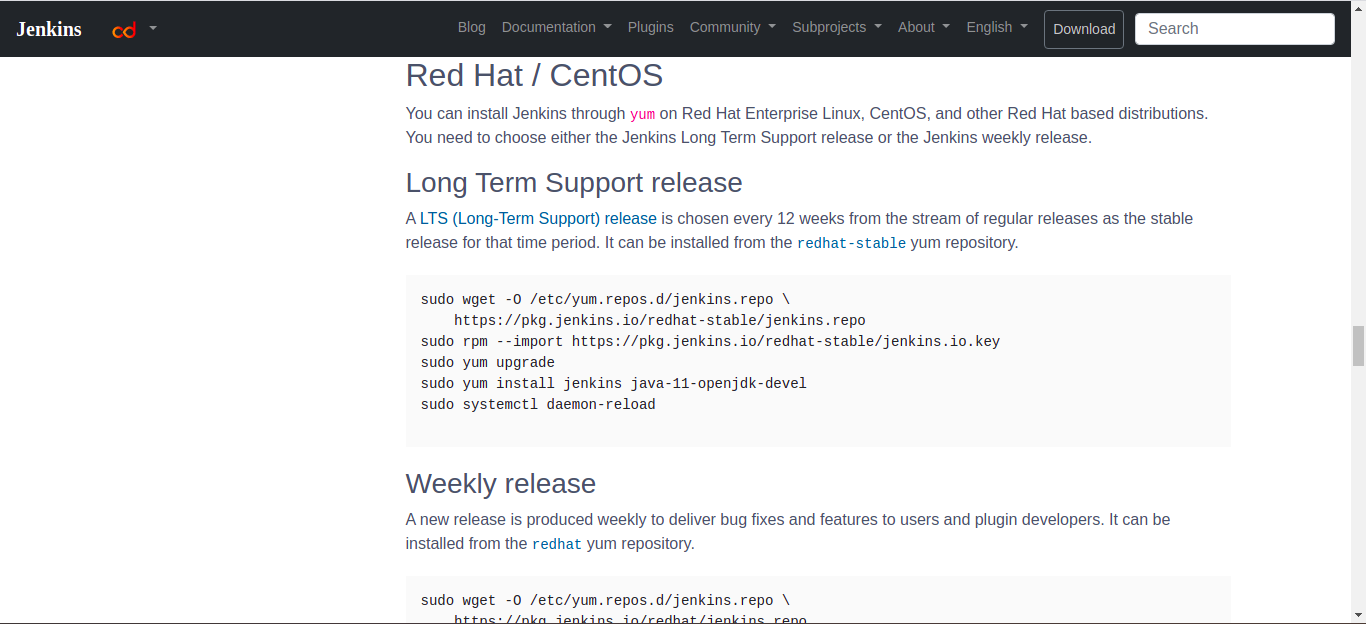 Jenkins cd Blog Documentation Plugins Community Subprojects About English Download Search
Red Hat / CentOS
You can install Jenkins through yum on Red Hat Enterprise Linux, CentOS, and other Red Hat based distributions.
You need to choose either the Jenkins Long Term Support release or the Jenkins weekly release.
Long Term Support release
A LTS (Long-Term Support) release is chosen every 12 weeks from the stream of regular releases as the stable
release for that time period. It can be installed from the redhat-stable yum repository.
sudo wget -O /etc/yum.repos.d/jenkins.repo \
    https://pkg.jenkins.io/redhat-stable/jenkins.repo
sudo rpm --import https://pkg.jenkins.io/redhat-stable/jenkins.io.key
sudo yum upgrade
sudo yum install jenkins java-11-openjdk-devel
sudo systemctl daemon-reload
Weekly release
A new release is produced weekly to deliver bug fixes and features to users and plugin developers. It can be
installed from the redhat yum repository.
sudo wget -O /etc/yum.repos.d/jenkins.repo \
    https://pkg.jenkins.io/redhat/jenkins.repo